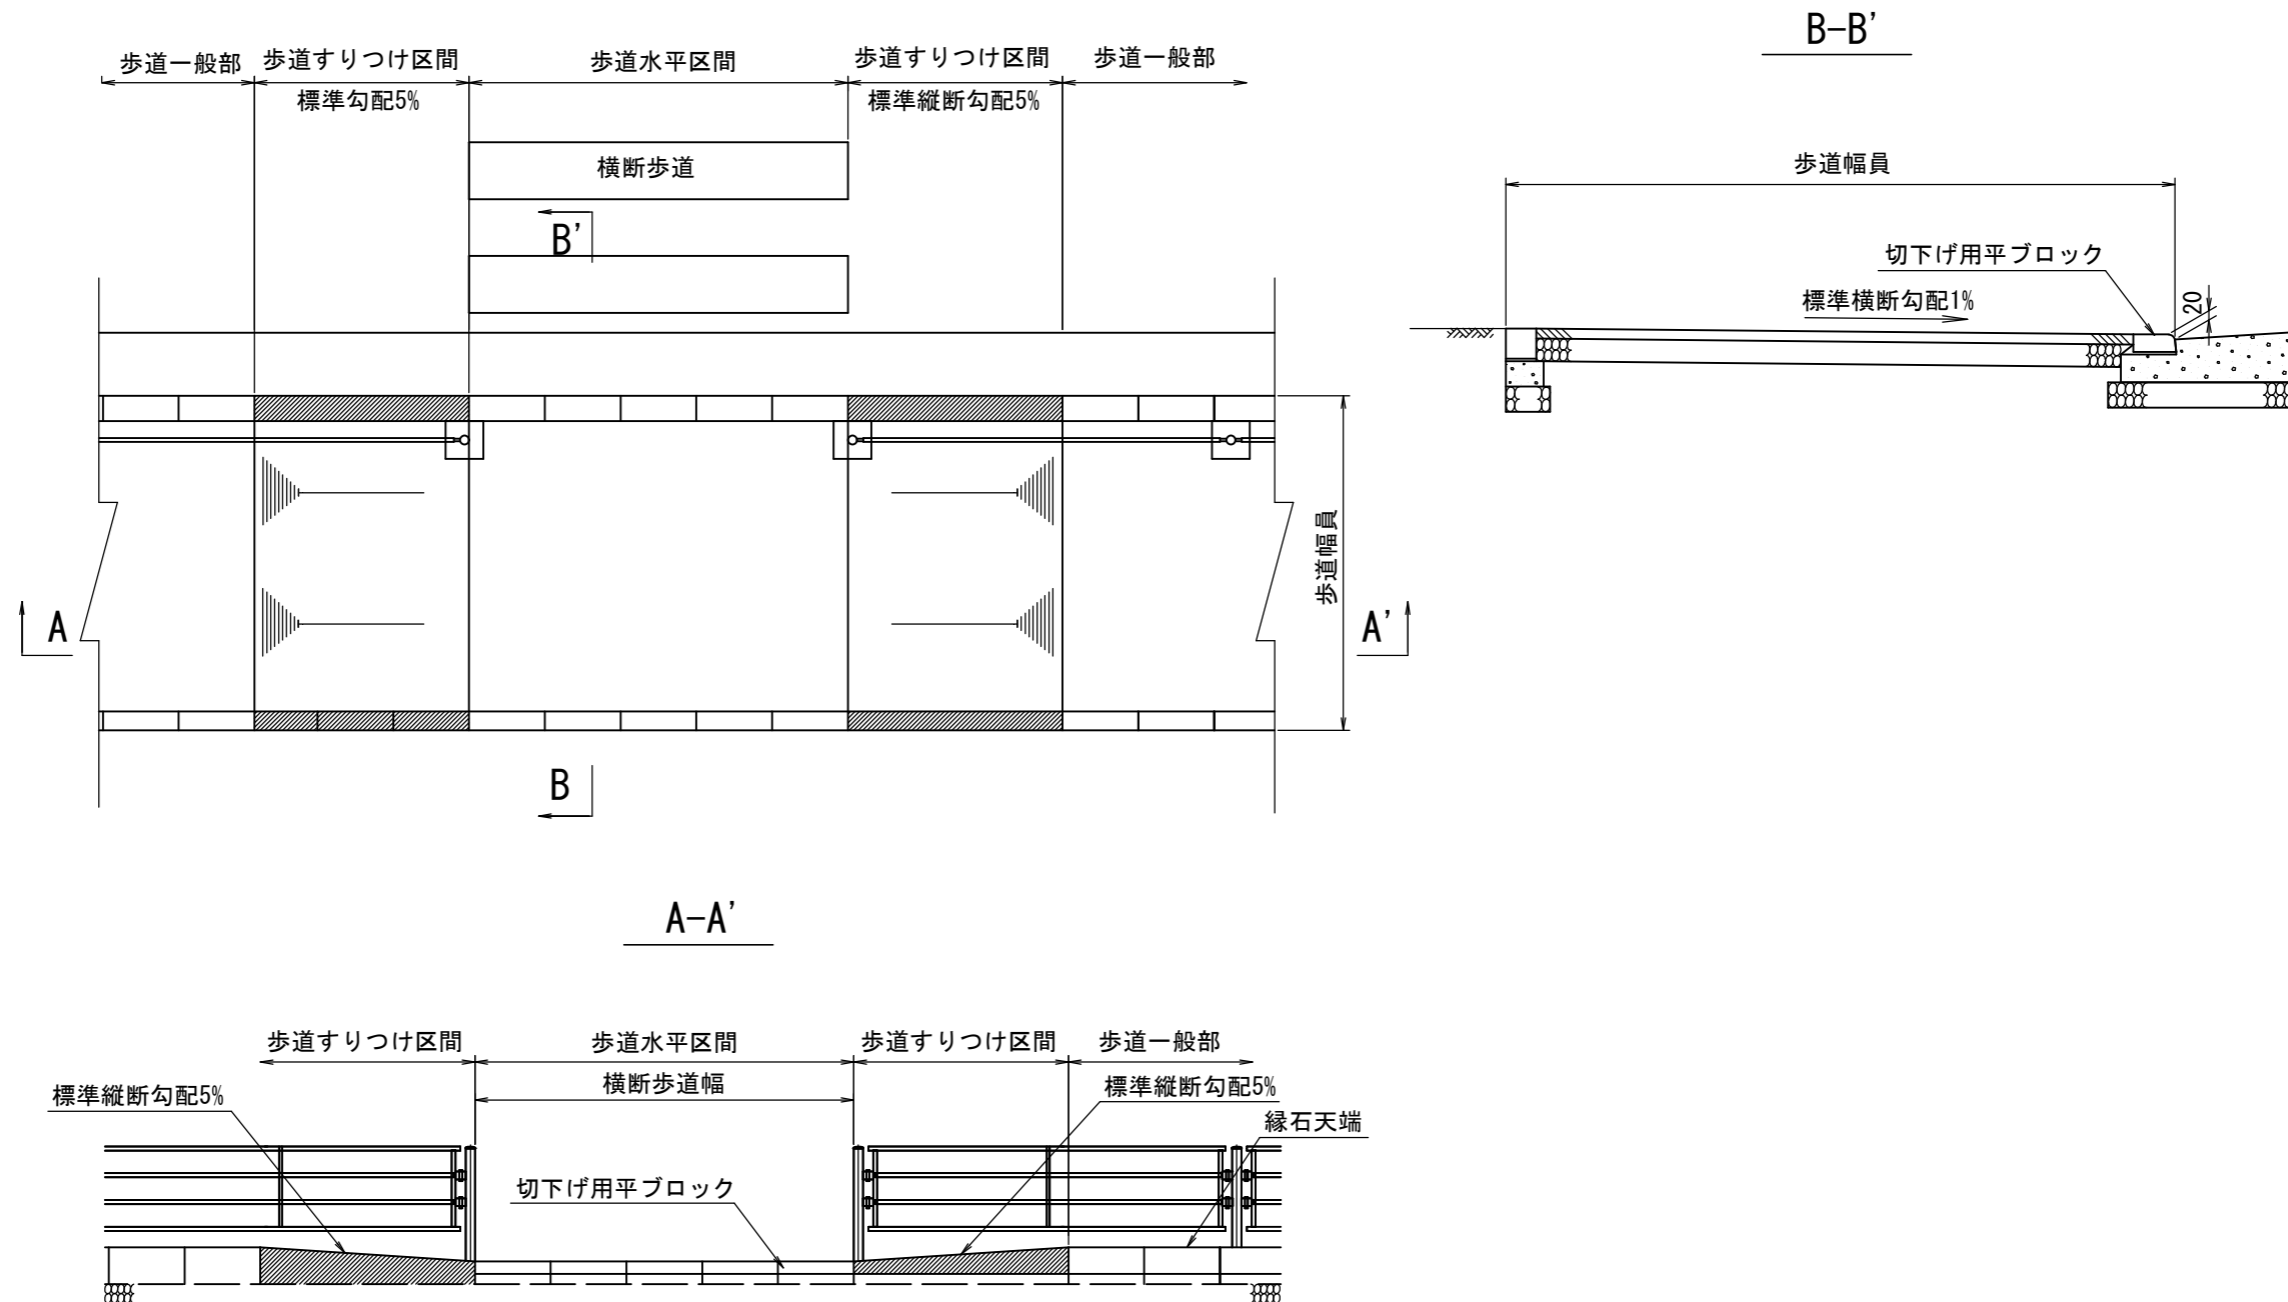 B-B'
歩道一般部
歩道すりつけ区間
歩道水平区間
歩道すりつけ区間
歩道一般部
標準勾配5%
標準縦断勾配5%
横断歩道
歩道幅員
B'
切下げ用平ブロック
標準横断勾配1%
20
歩道幅員
A
A'
B
A-A'
歩道すりつけ区間
歩道水平区間
歩道すりつけ区間
歩道一般部
標準縦断勾配5%
横断歩道幅
標準縦断勾配5%
縁石天端
切下げ用平ブロック